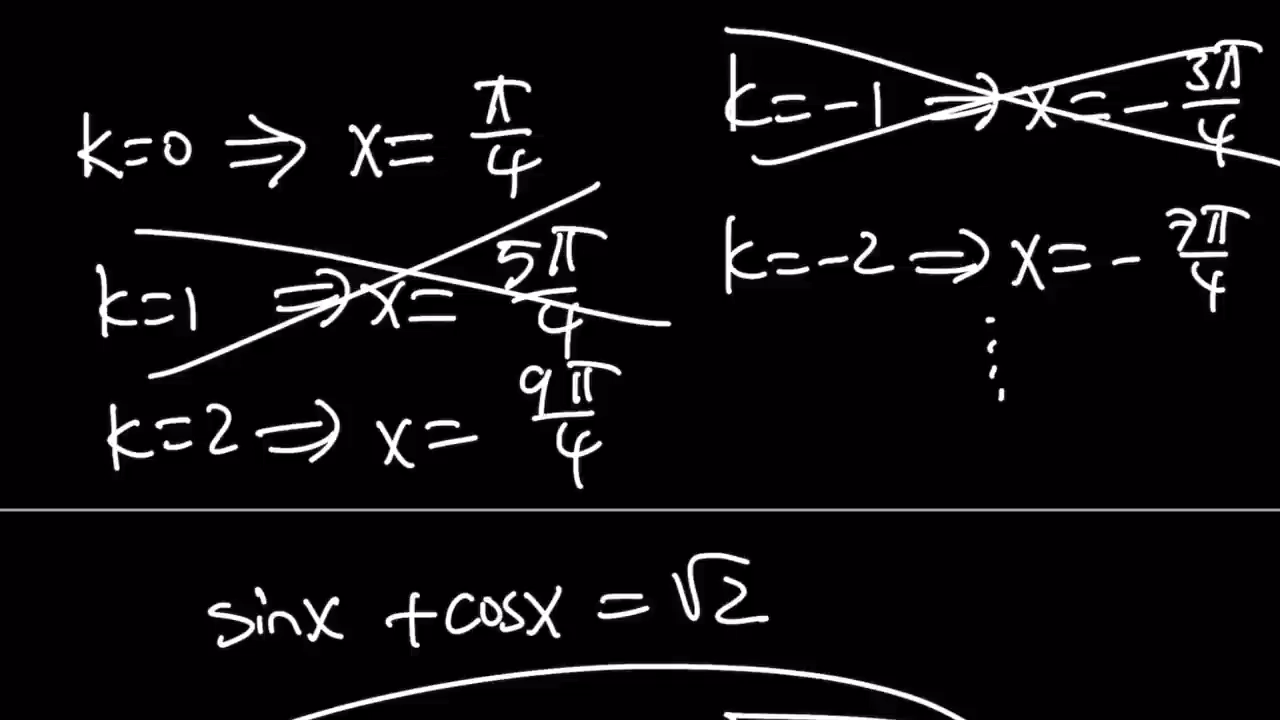 k=0 ⇒ x= π/4
k=1 ⇒ x= 5π/4
k=2 ⇒ x= 9π/4
k=-1 ⇒ x= - 3π/4
k=-2 ⇒ x= - 7π/4
⋮
sinx + cosx = √2